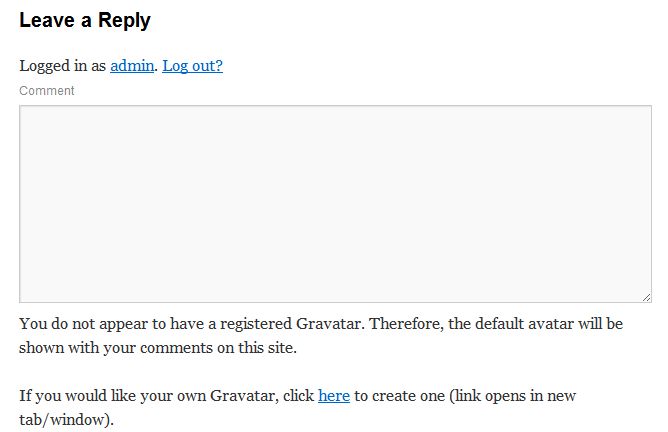 Leave a Reply
Logged in as admin. Log out?
Comment
You do not appear to have a registered Gravatar. Therefore, the default avatar will be
shown with your comments on this site.
If you would like your own Gravatar, click here to create one (link opens in new
tab/window).